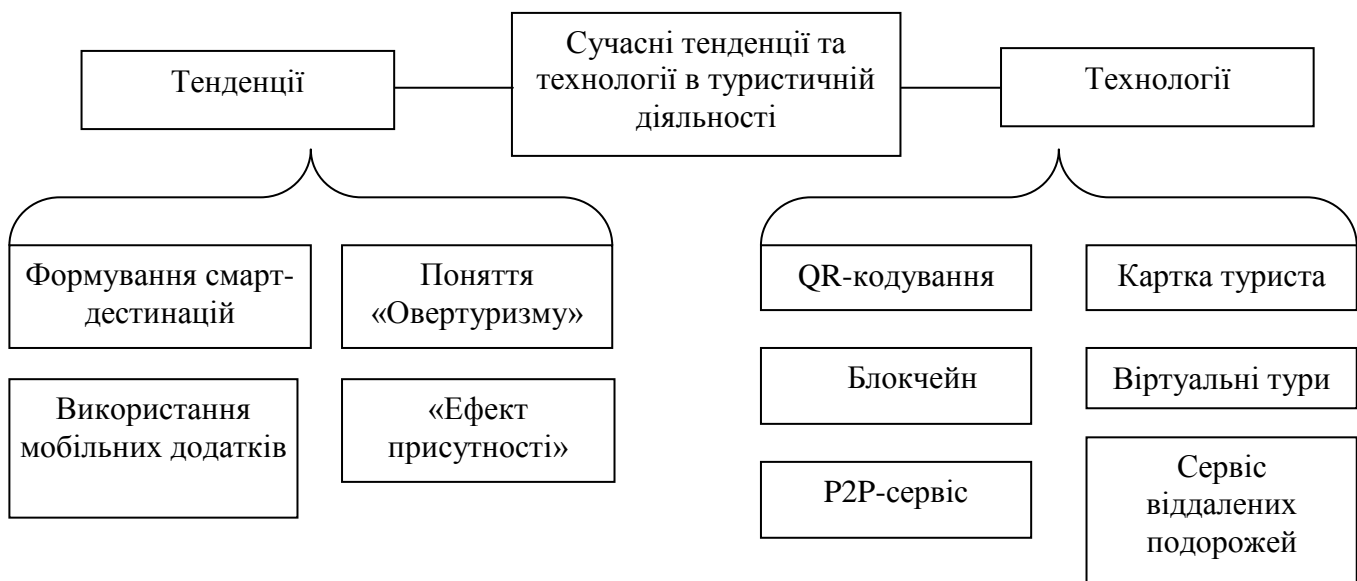 Сучасні тенденції та
технології в туристичній
діяльності
Тенденції
Технології
Формування смарт-
дестинацій
Поняття
«Овертуризму»
Використання
мобільних додатків
«Ефект
присутності»
QR-кодування
Картка туриста
Блокчейн
Віртуальні тури
P2P-сервіс
Сервіс
віддалених
подорожей